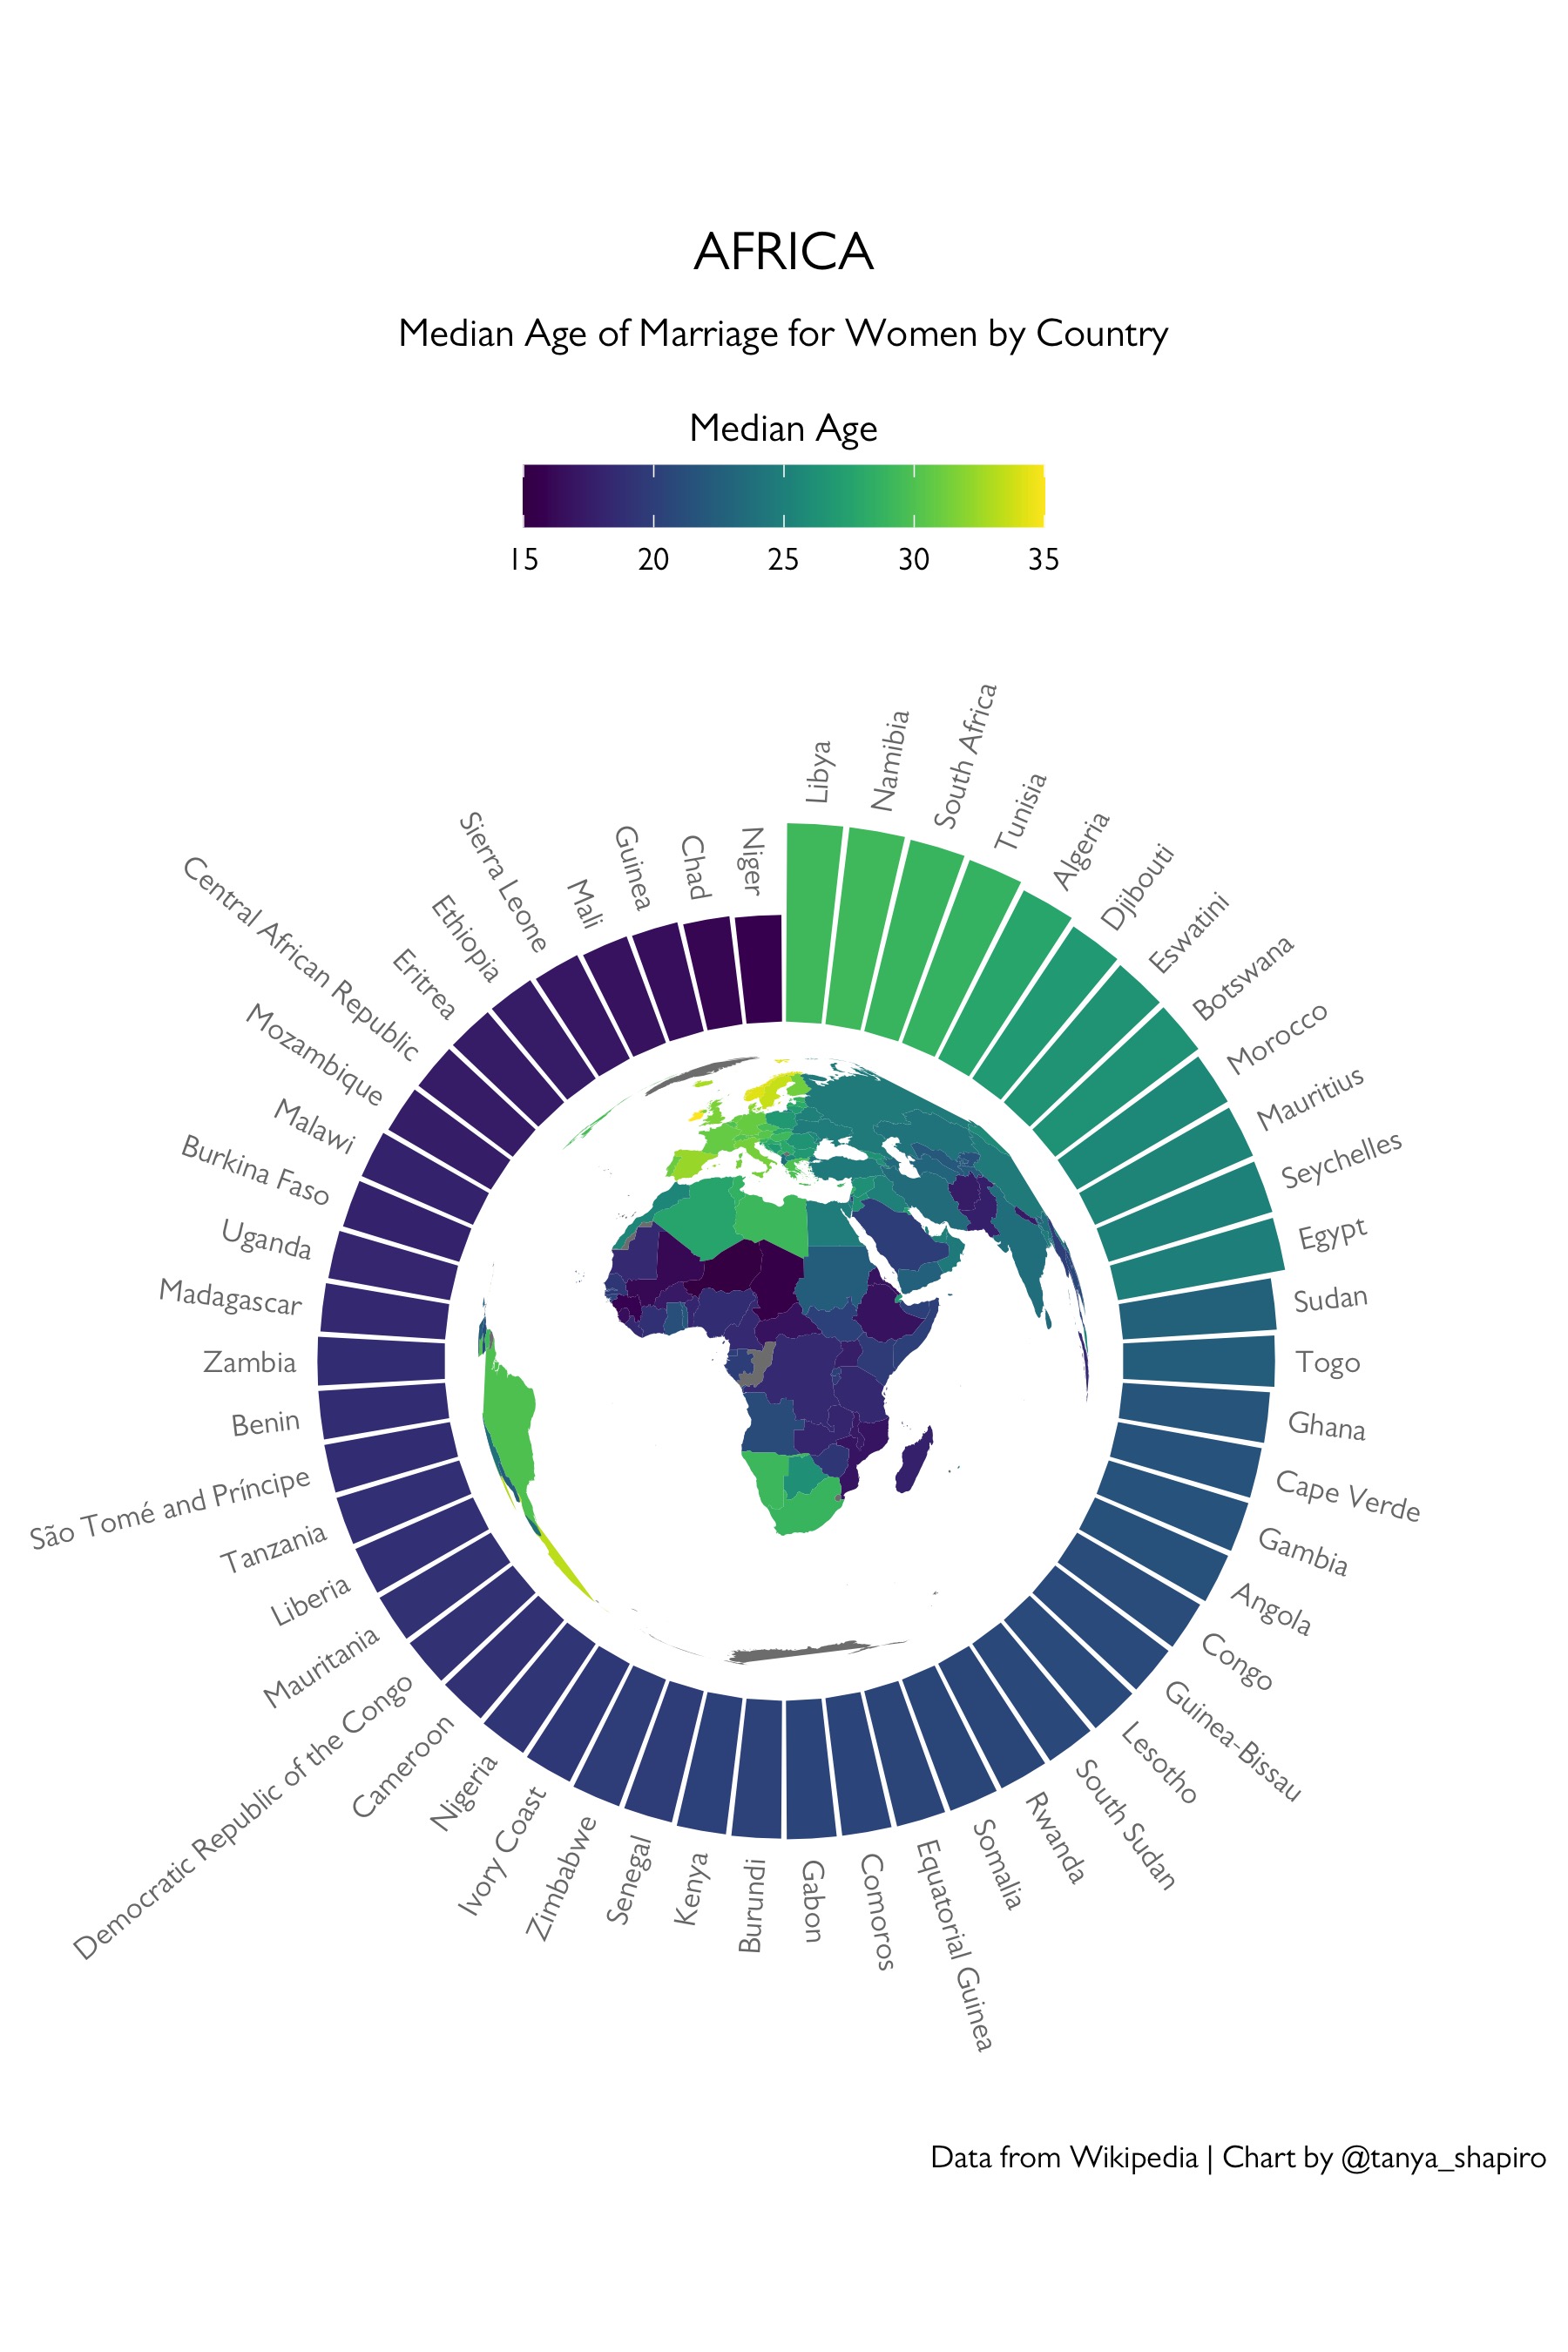 AFRICA
Median Age of Marriage for Women by Country
Median Age
15 20 25 30 35
Libya
Namibia
South Africa
Tunisia
Algeria
Djibouti
Eswatini
Botswana
Morocco
Mauritius
Seychelles
Egypt
Sudan
Togo
Ghana
Cape Verde
Gambia
Angola
Congo
Guinea-Bissau
Lesotho
South Sudan
Rwanda
Somalia
Equatorial Guinea
Comoros
Gabon
Burundi
Kenya
Senegal
Zimbabwe
Ivory Coast
Nigeria
Cameroon
Democratic Republic of the Congo
Mauritania
Liberia
Tanzania
São Tomé and Príncipe
Benin
Zambia
Madagascar
Uganda
Burkina Faso
Malawi
Mozambique
Central African Republic
Eritrea
Ethiopia
Sierra Leone
Mali
Guinea
Chad
Niger
Data from Wikipedia | Chart by @tanya_shapiro